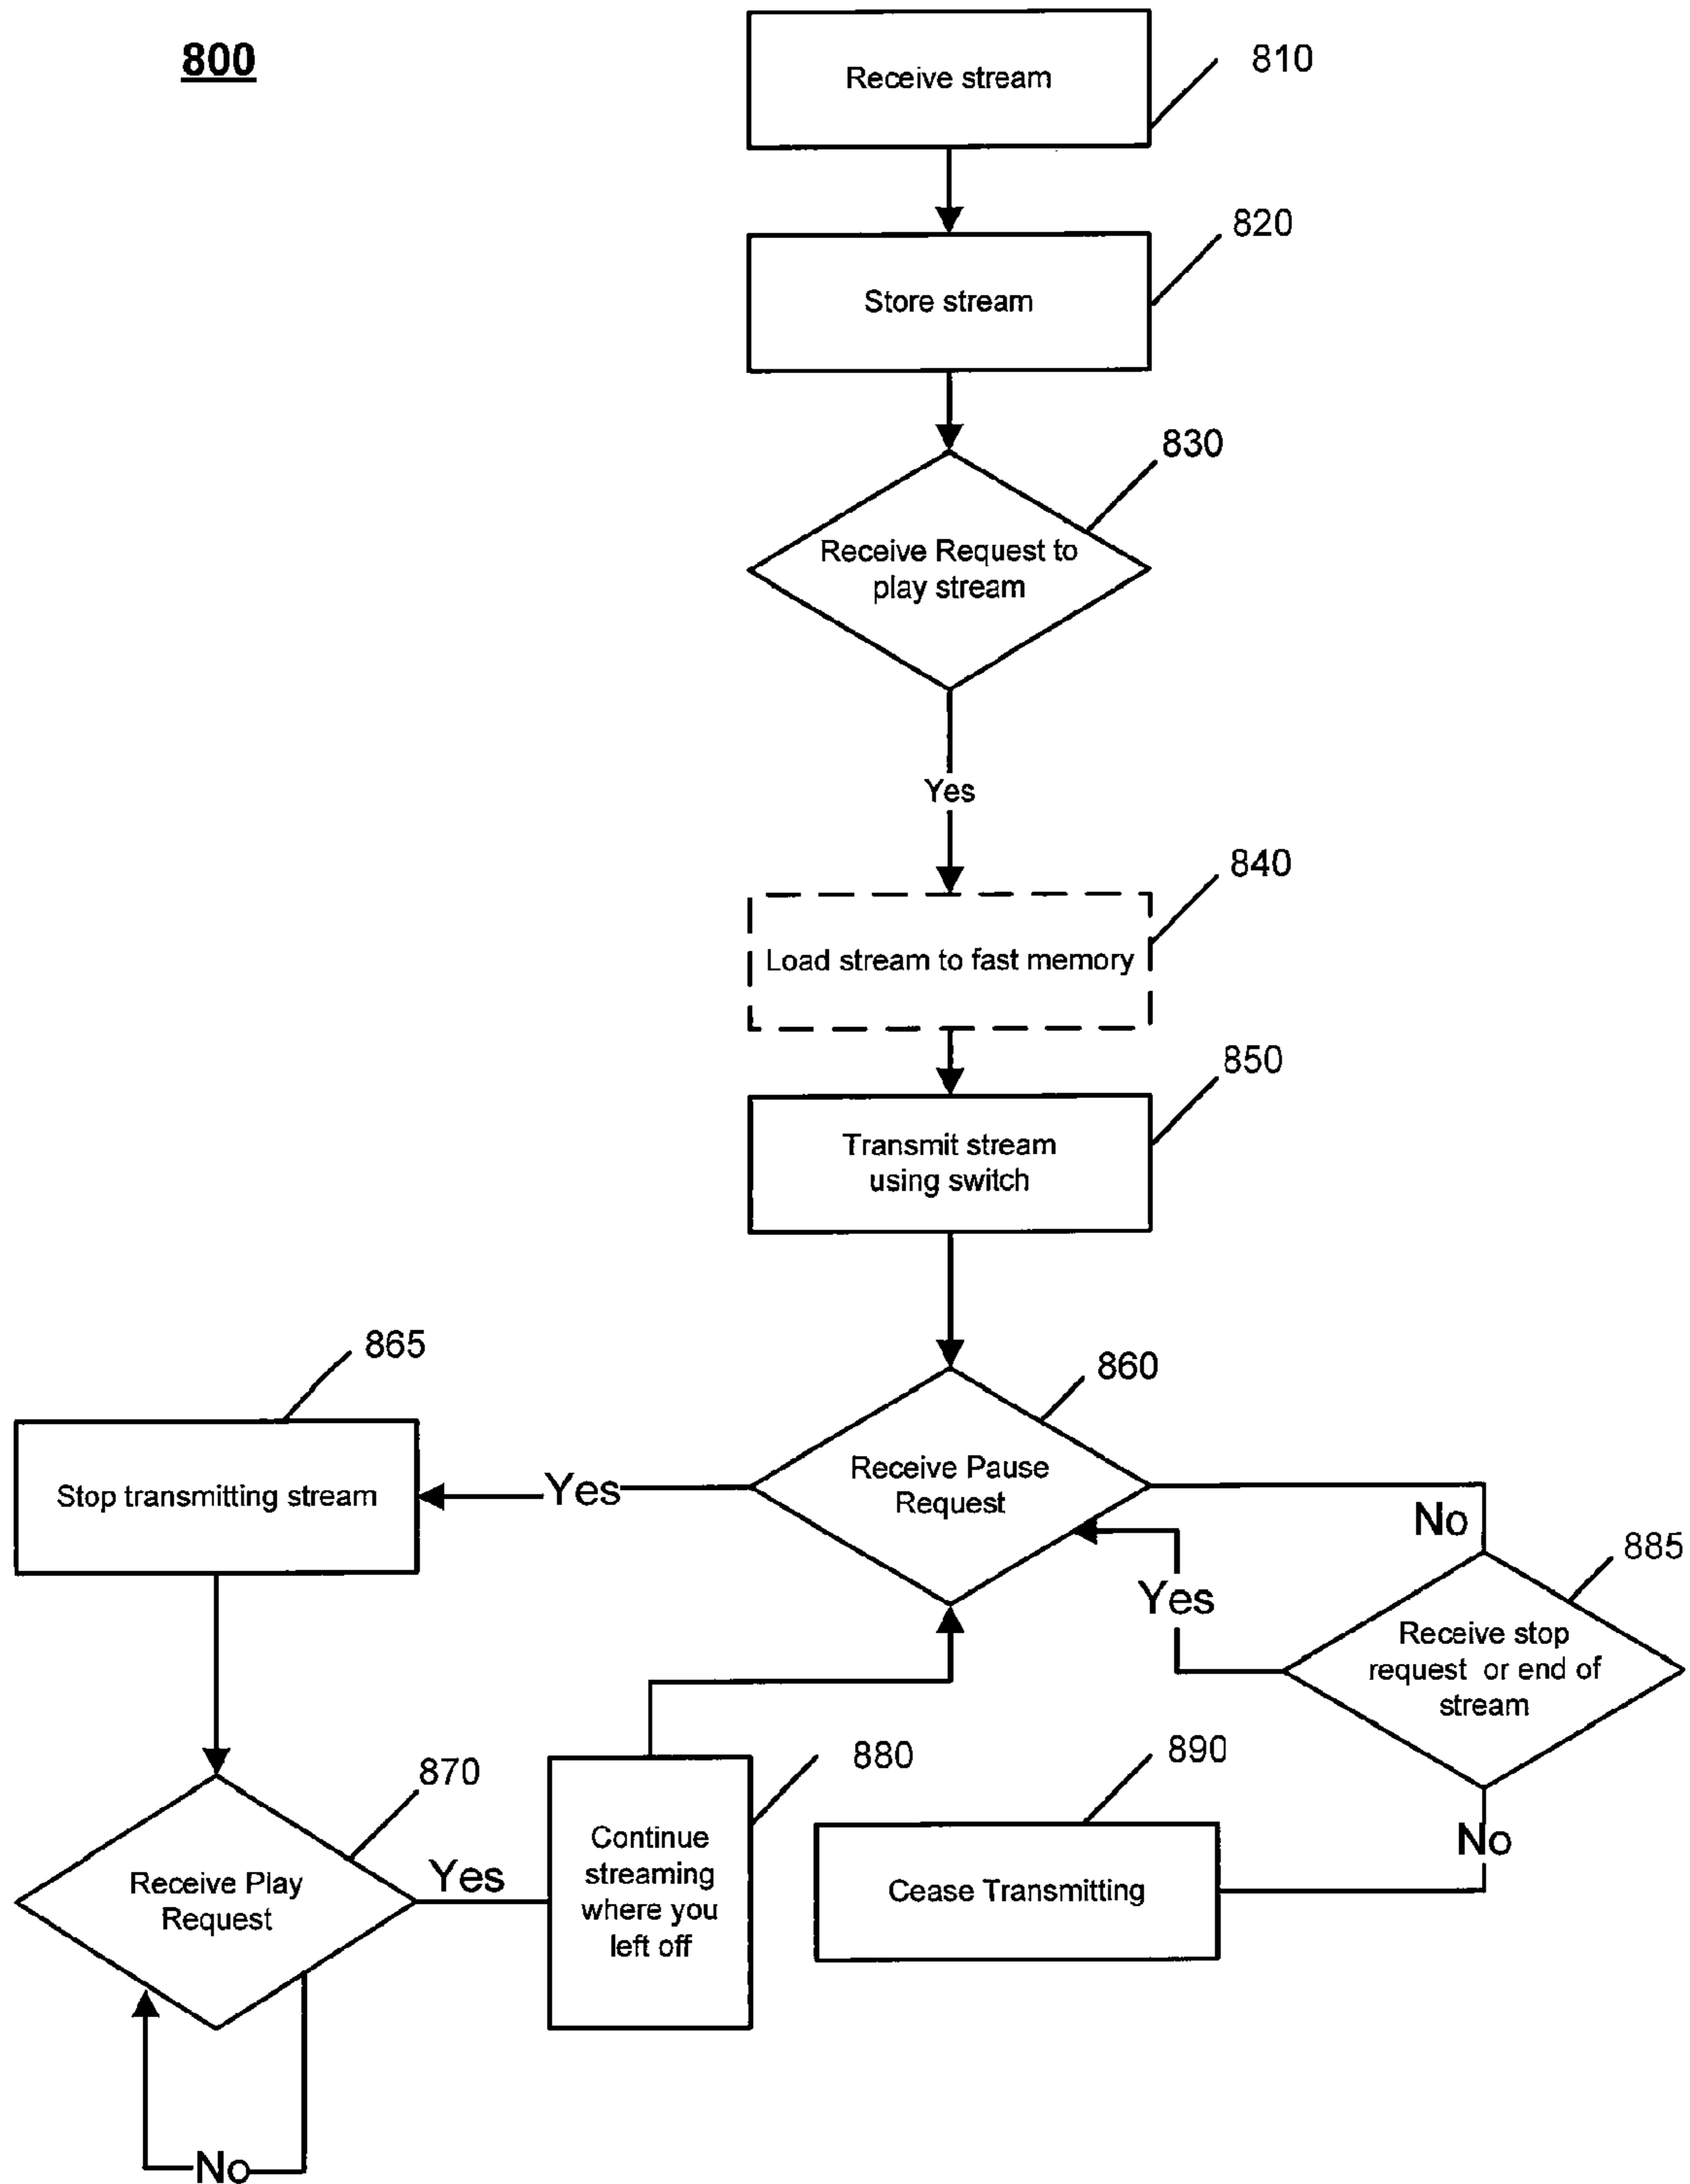 800
Receive stream
810
Store stream
820
Receive Request to
play stream
830
Yes
Load stream to fast memory
840
Transmit stream
using switch
850
Receive Pause
Request
860
Yes
Stop transmitting stream
865
No
Yes
Receive stop
request or end of
stream
885
No
Cease Transmitting
890
Receive Play
Request
870
Yes
Continue
streaming
where you
left off
880
No